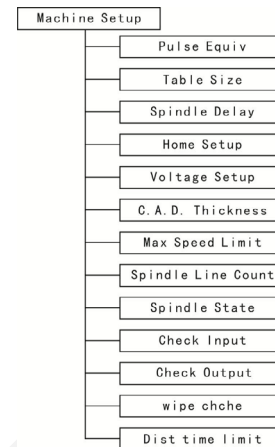 Machine Setup
Pulse Equiv
Table Size
Spindle Delay
Home Setup
Voltage Setup
C.A.D. Thickness
Max Speed Limit
Spindle Line Count
Spindle State
Check Input
Check Output
wipe chche
Dist time limit